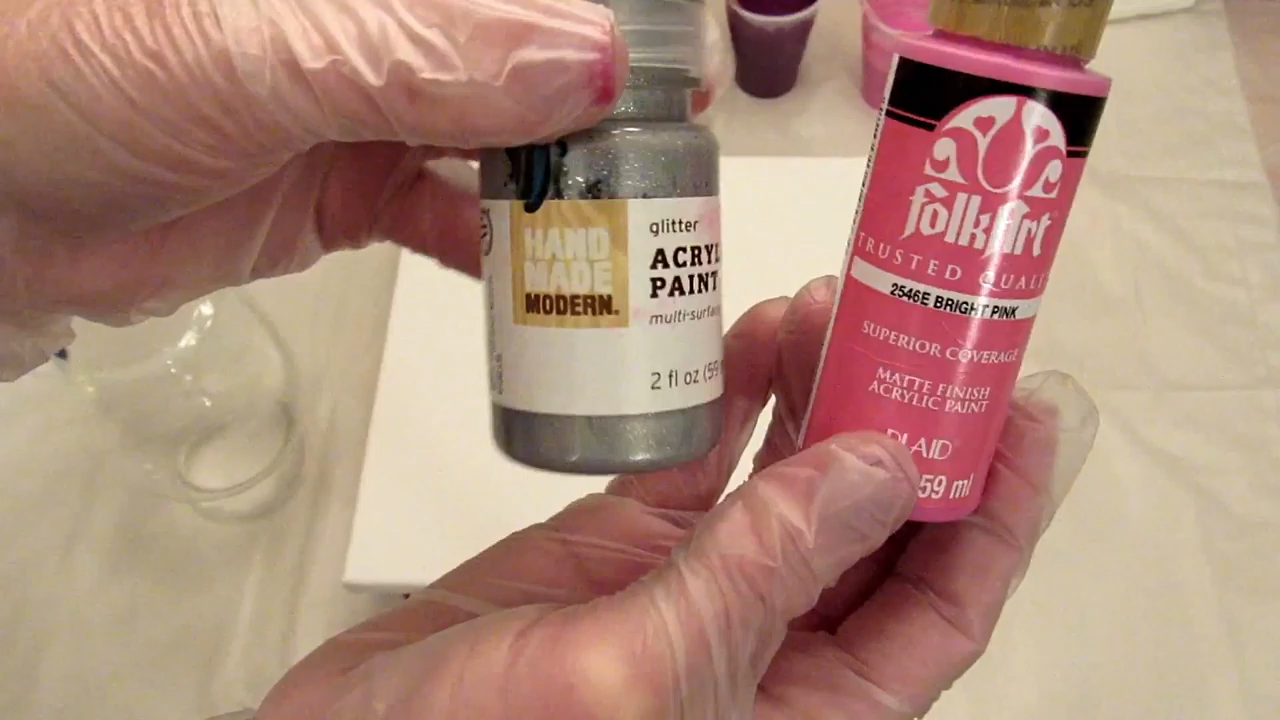 HAND
MADE
MODERN.
glitter
ACRYL
PAINT
multi-surfa
2 fl oz (59
folkArt
TRUSTED QUALI
2546E BRIGHT PINK
SUPERIOR COVERAGE
MATTE FINISH
ACRYLIC PAINT
PLAID
59 ml